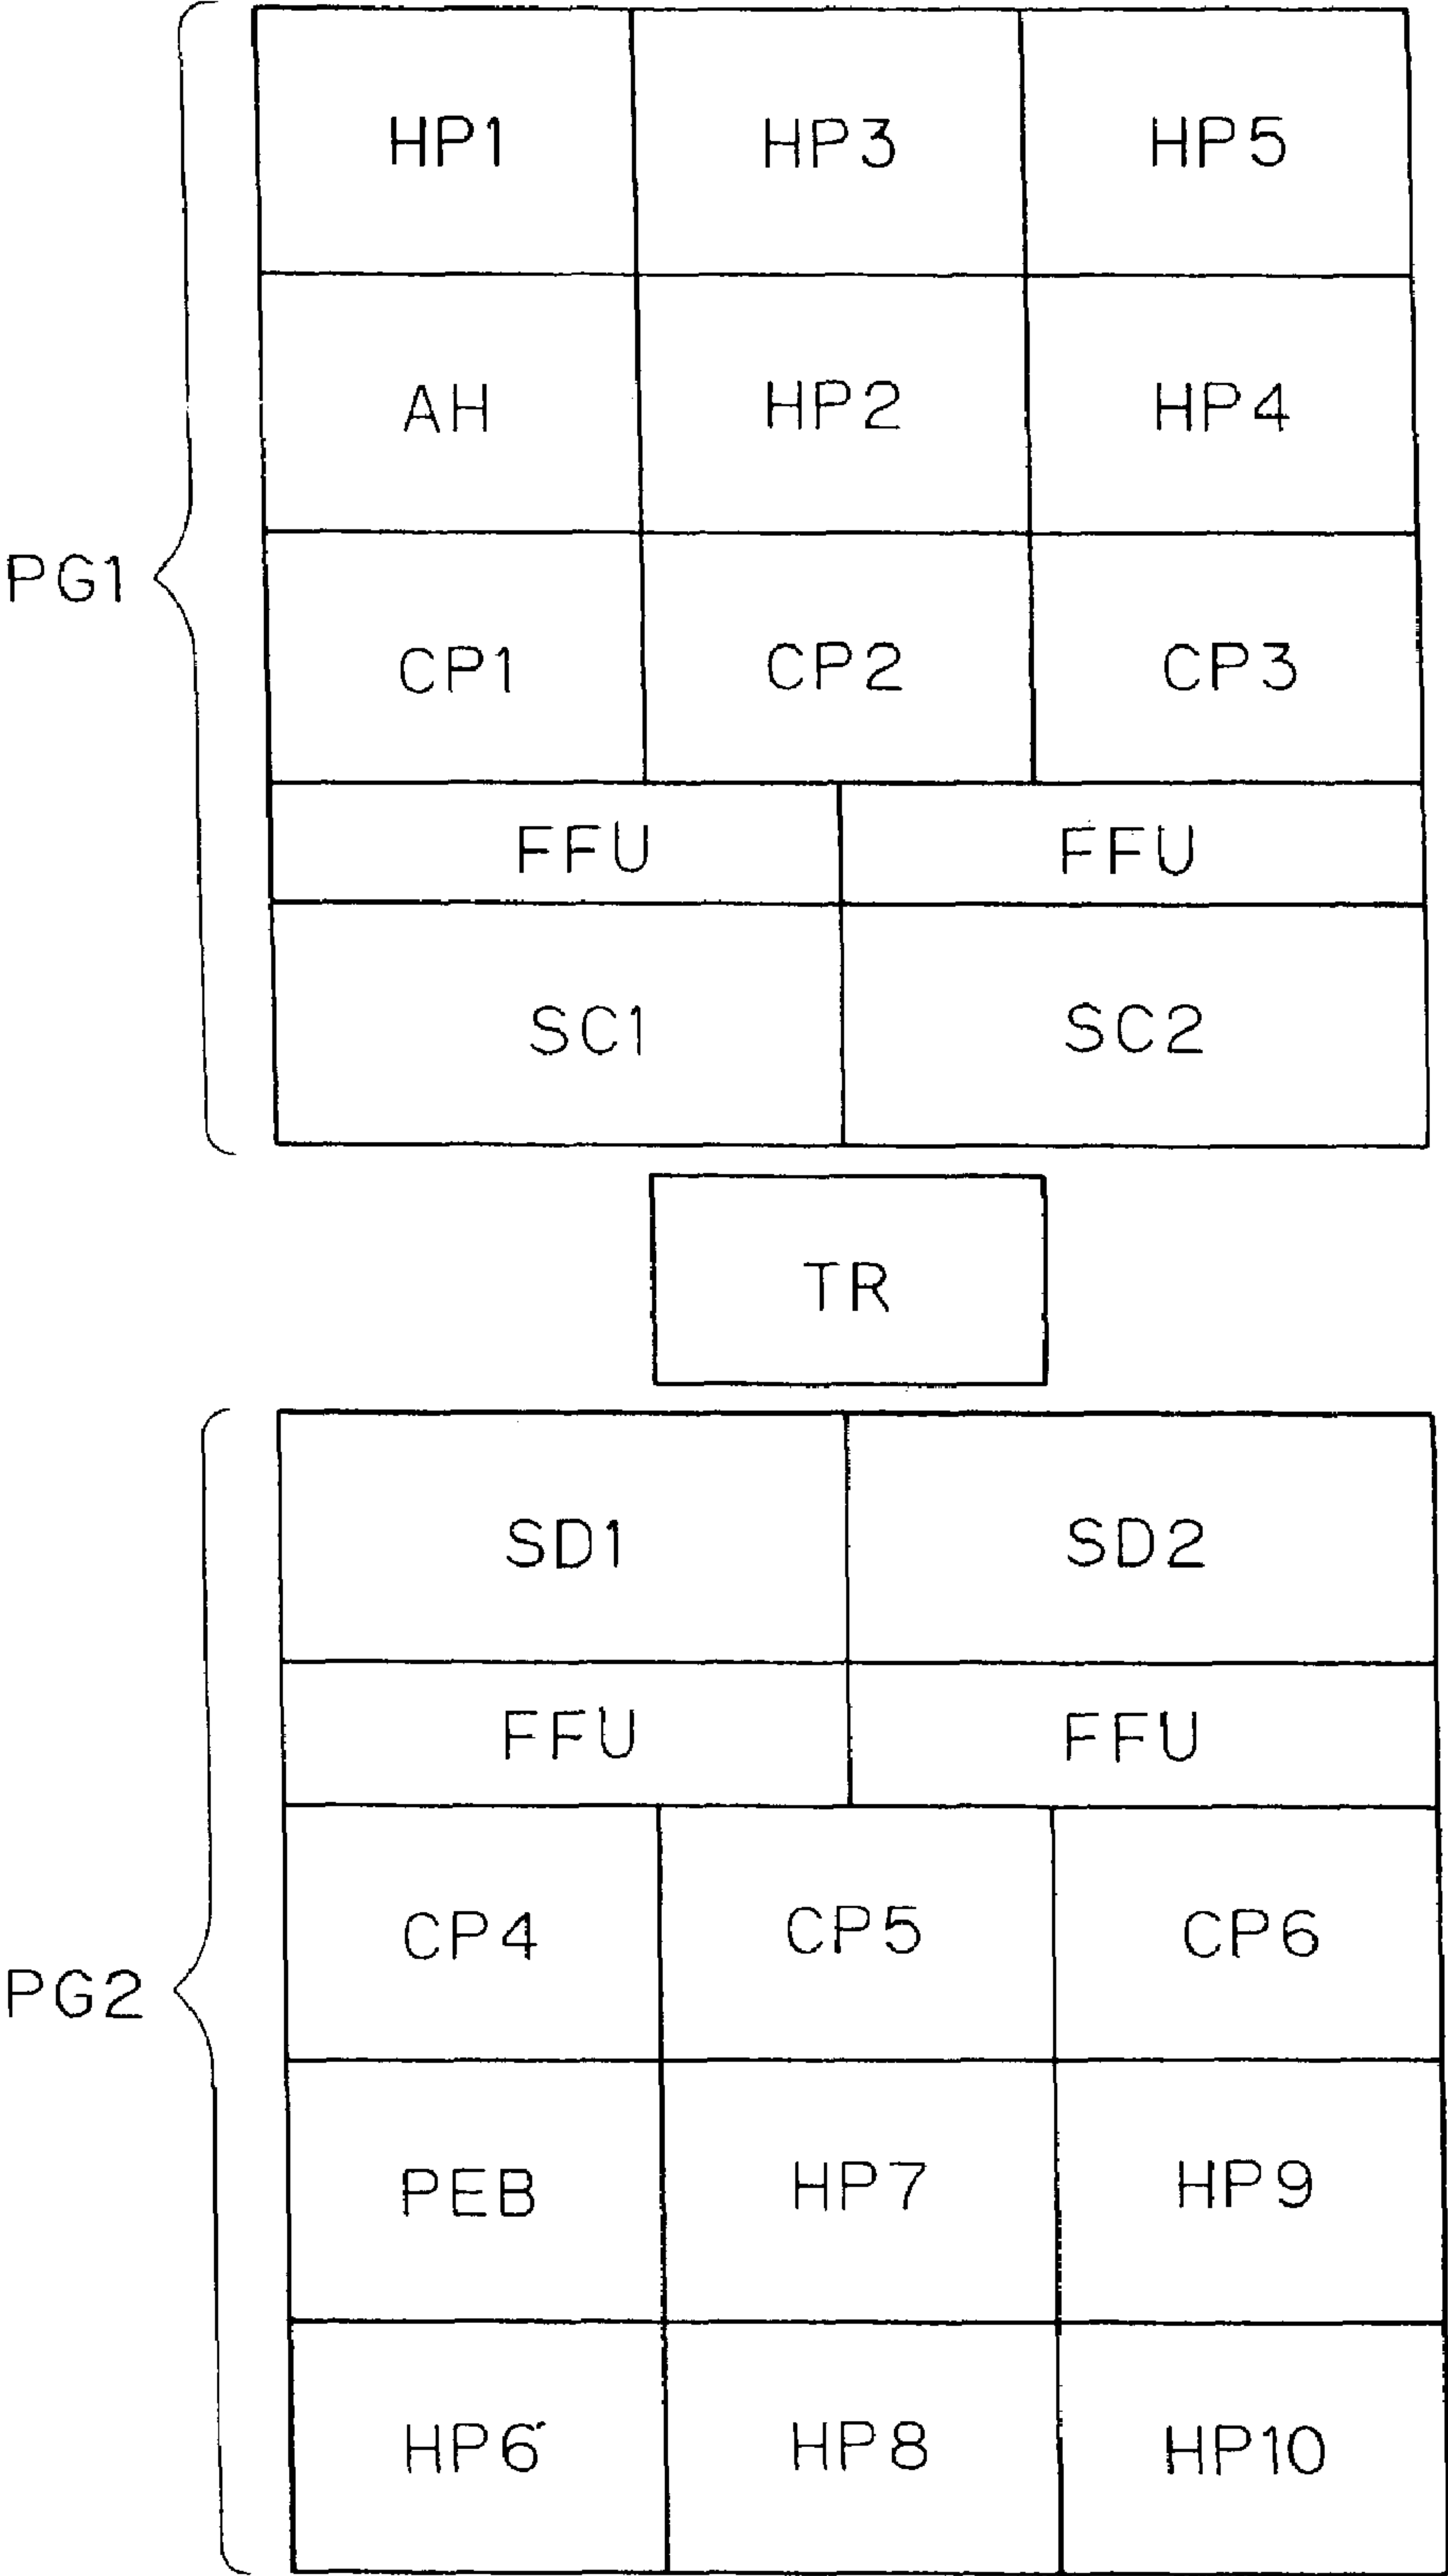 HP1 HP3 HP5
AH HP2 HP4
PG1
CP1 CP2 CP3
FFU FFU
SC1 SC2
TR
SD1 SD2
FFU FFU
CP4 CP5 CP6
PG2
PEB HP7 HP9
HP6 HP8 HP10